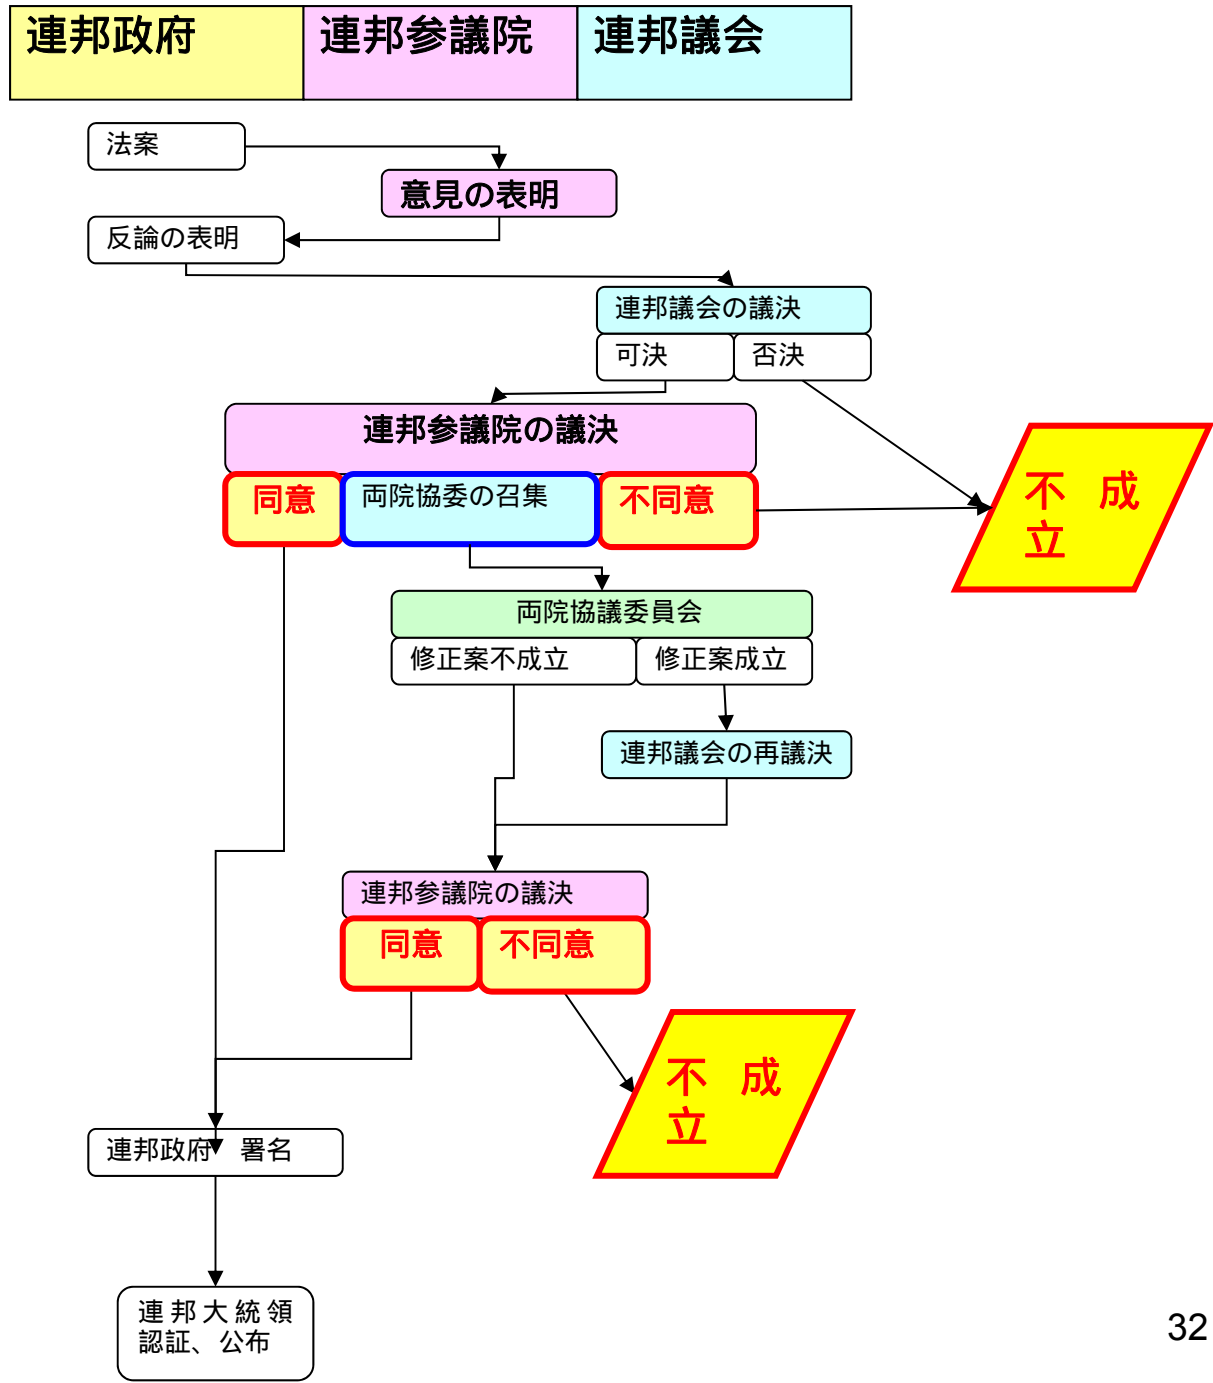 連邦政府
連邦参議院
連邦議会
法案
意見の表明
反論の表明
連邦議会の議決
可決
否決
連邦参議院の議決
同意
両院協委の召集
不同意
不 成
立
両院協議委員会
修正案不成立
修正案成立
連邦議会の再議決
連邦参議院の議決
同意
不同意
不 成
立
連邦政府 署名
連邦大統領
認証、公布
32